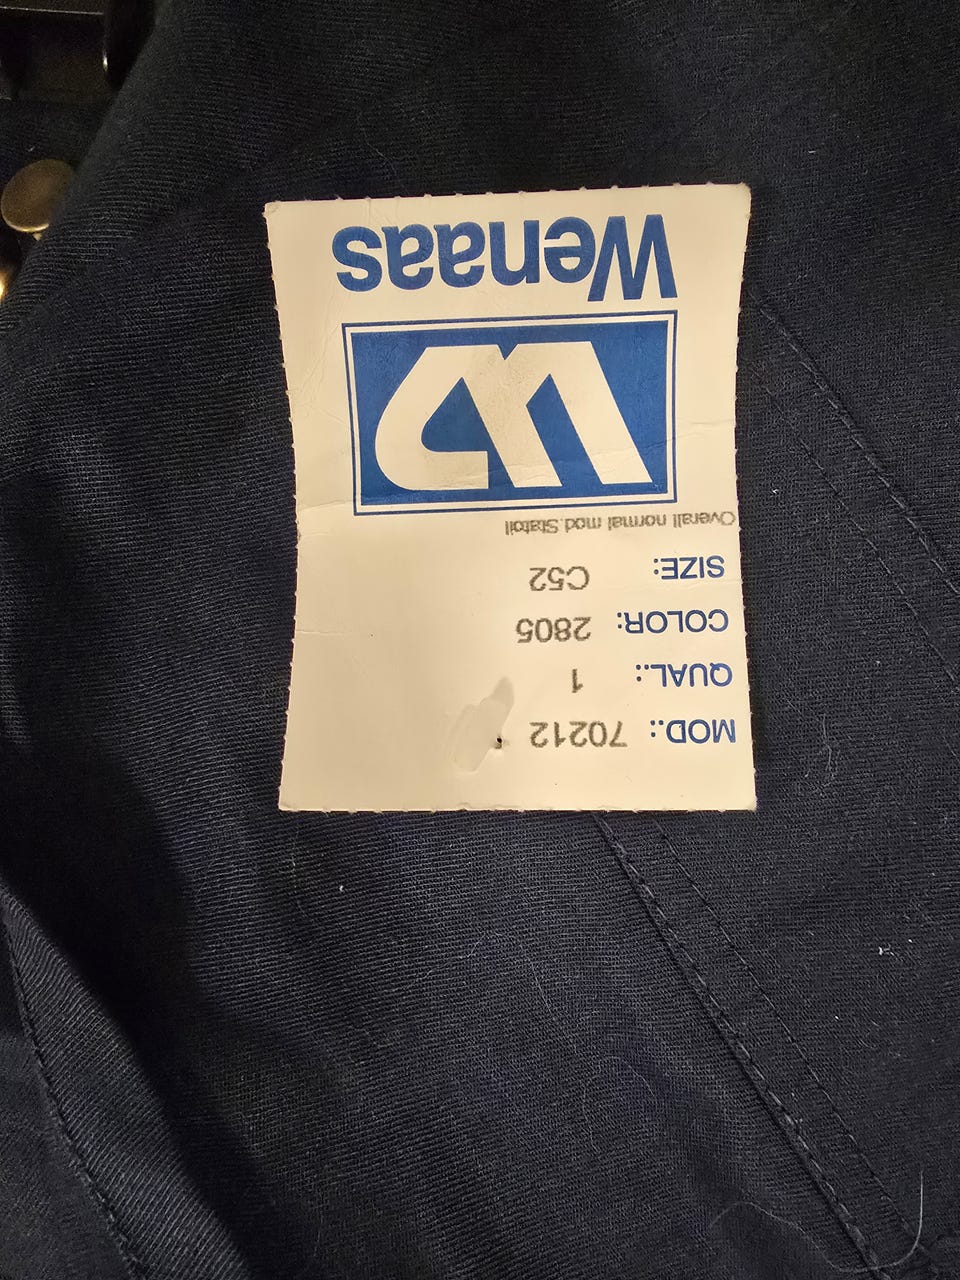 Wenaas
Overall normal mod.Statoil
SIZE: C52
COLOR: 2805
QUAL.: 1
MOD.: 70212